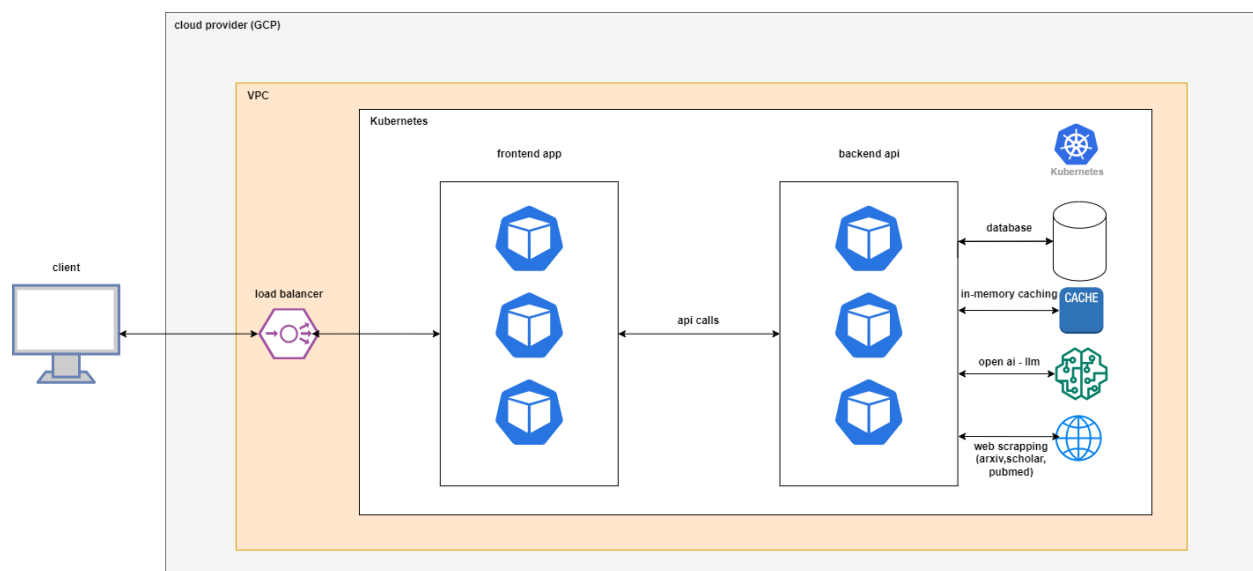 cloud provider (GCP)
VPC
Kubernetes
frontend app
backend api
Kubernetes
database
client
load balancer
in-memory caching
CACHE
api calls
open ai - llm
web scrapping
(arxiv,scholar,
pubmed)